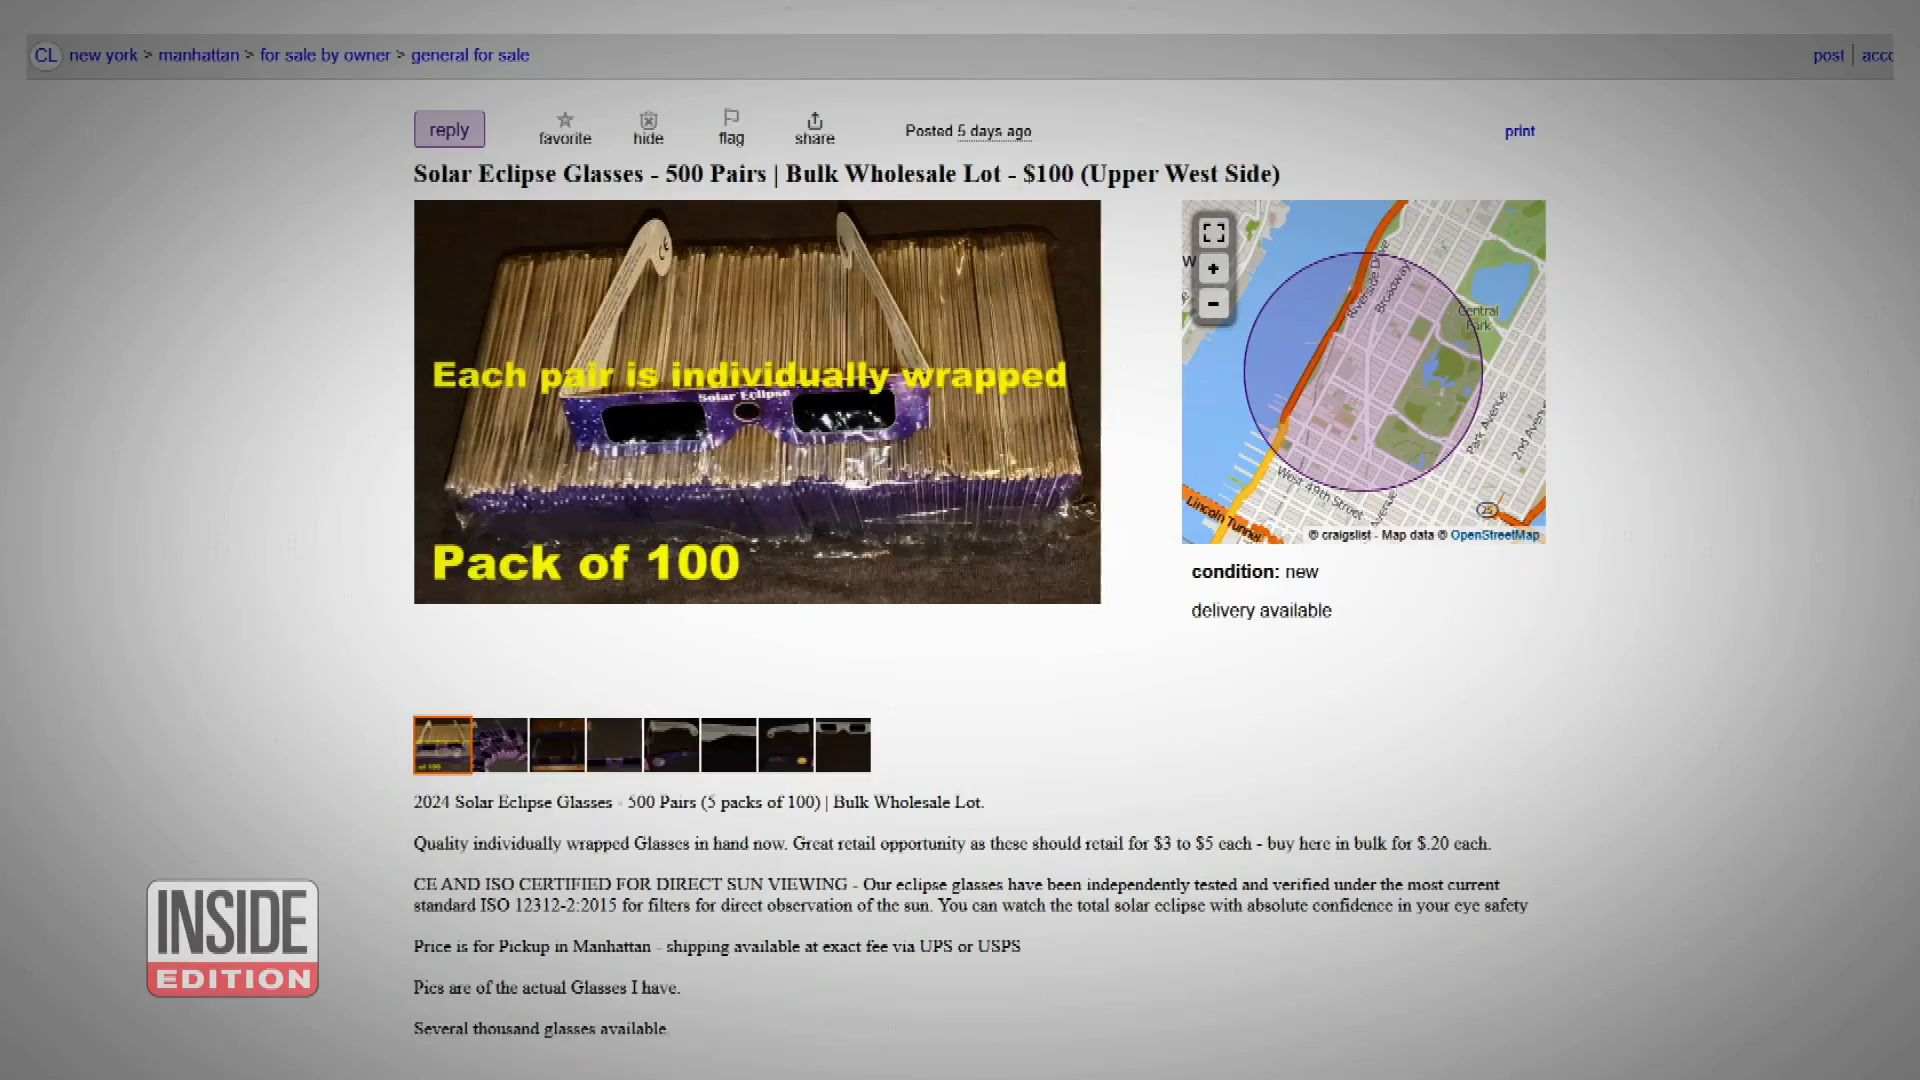 CL new york > manhattan > for sale by owner > general for sale
post
reply
favorite
hide
flag
share
Posted 5 days ago
print
Solar Eclipse Glasses - 500 Pairs | Bulk Wholesale Lot - $100 (Upper West Side)
Each pair is individually wrapped
Solar Eclipse
Pack of 100
+
-
W
Riverside Drive
Broadway
Central
Park
Park Avenue
2nd Avenue
West 49th Street
Avenue
Lincoln Tunnel
25
© craigslist - Map data © OpenStreetMap
condition: new
delivery available
of 100
2024 Solar Eclipse Glasses - 500 Pairs (5 packs of 100) | Bulk Wholesale Lot.
Quality individually wrapped Glasses in hand now. Great retail opportunity as these should retail for $3 to $5 each - buy here in bulk for $.20 each.
CE AND ISO CERTIFIED FOR DIRECT SUN VIEWING - Our eclipse glasses have been independently tested and verified under the most current
standard ISO 12312-2:2015 for filters for direct observation of the sun. You can watch the total solar eclipse with absolute confidence in your eye safety
Price is for Pickup in Manhattan - shipping available at exact fee via UPS or USPS
Pics are of the actual Glasses I have.
Several thousand glasses available
INSIDE
EDITION